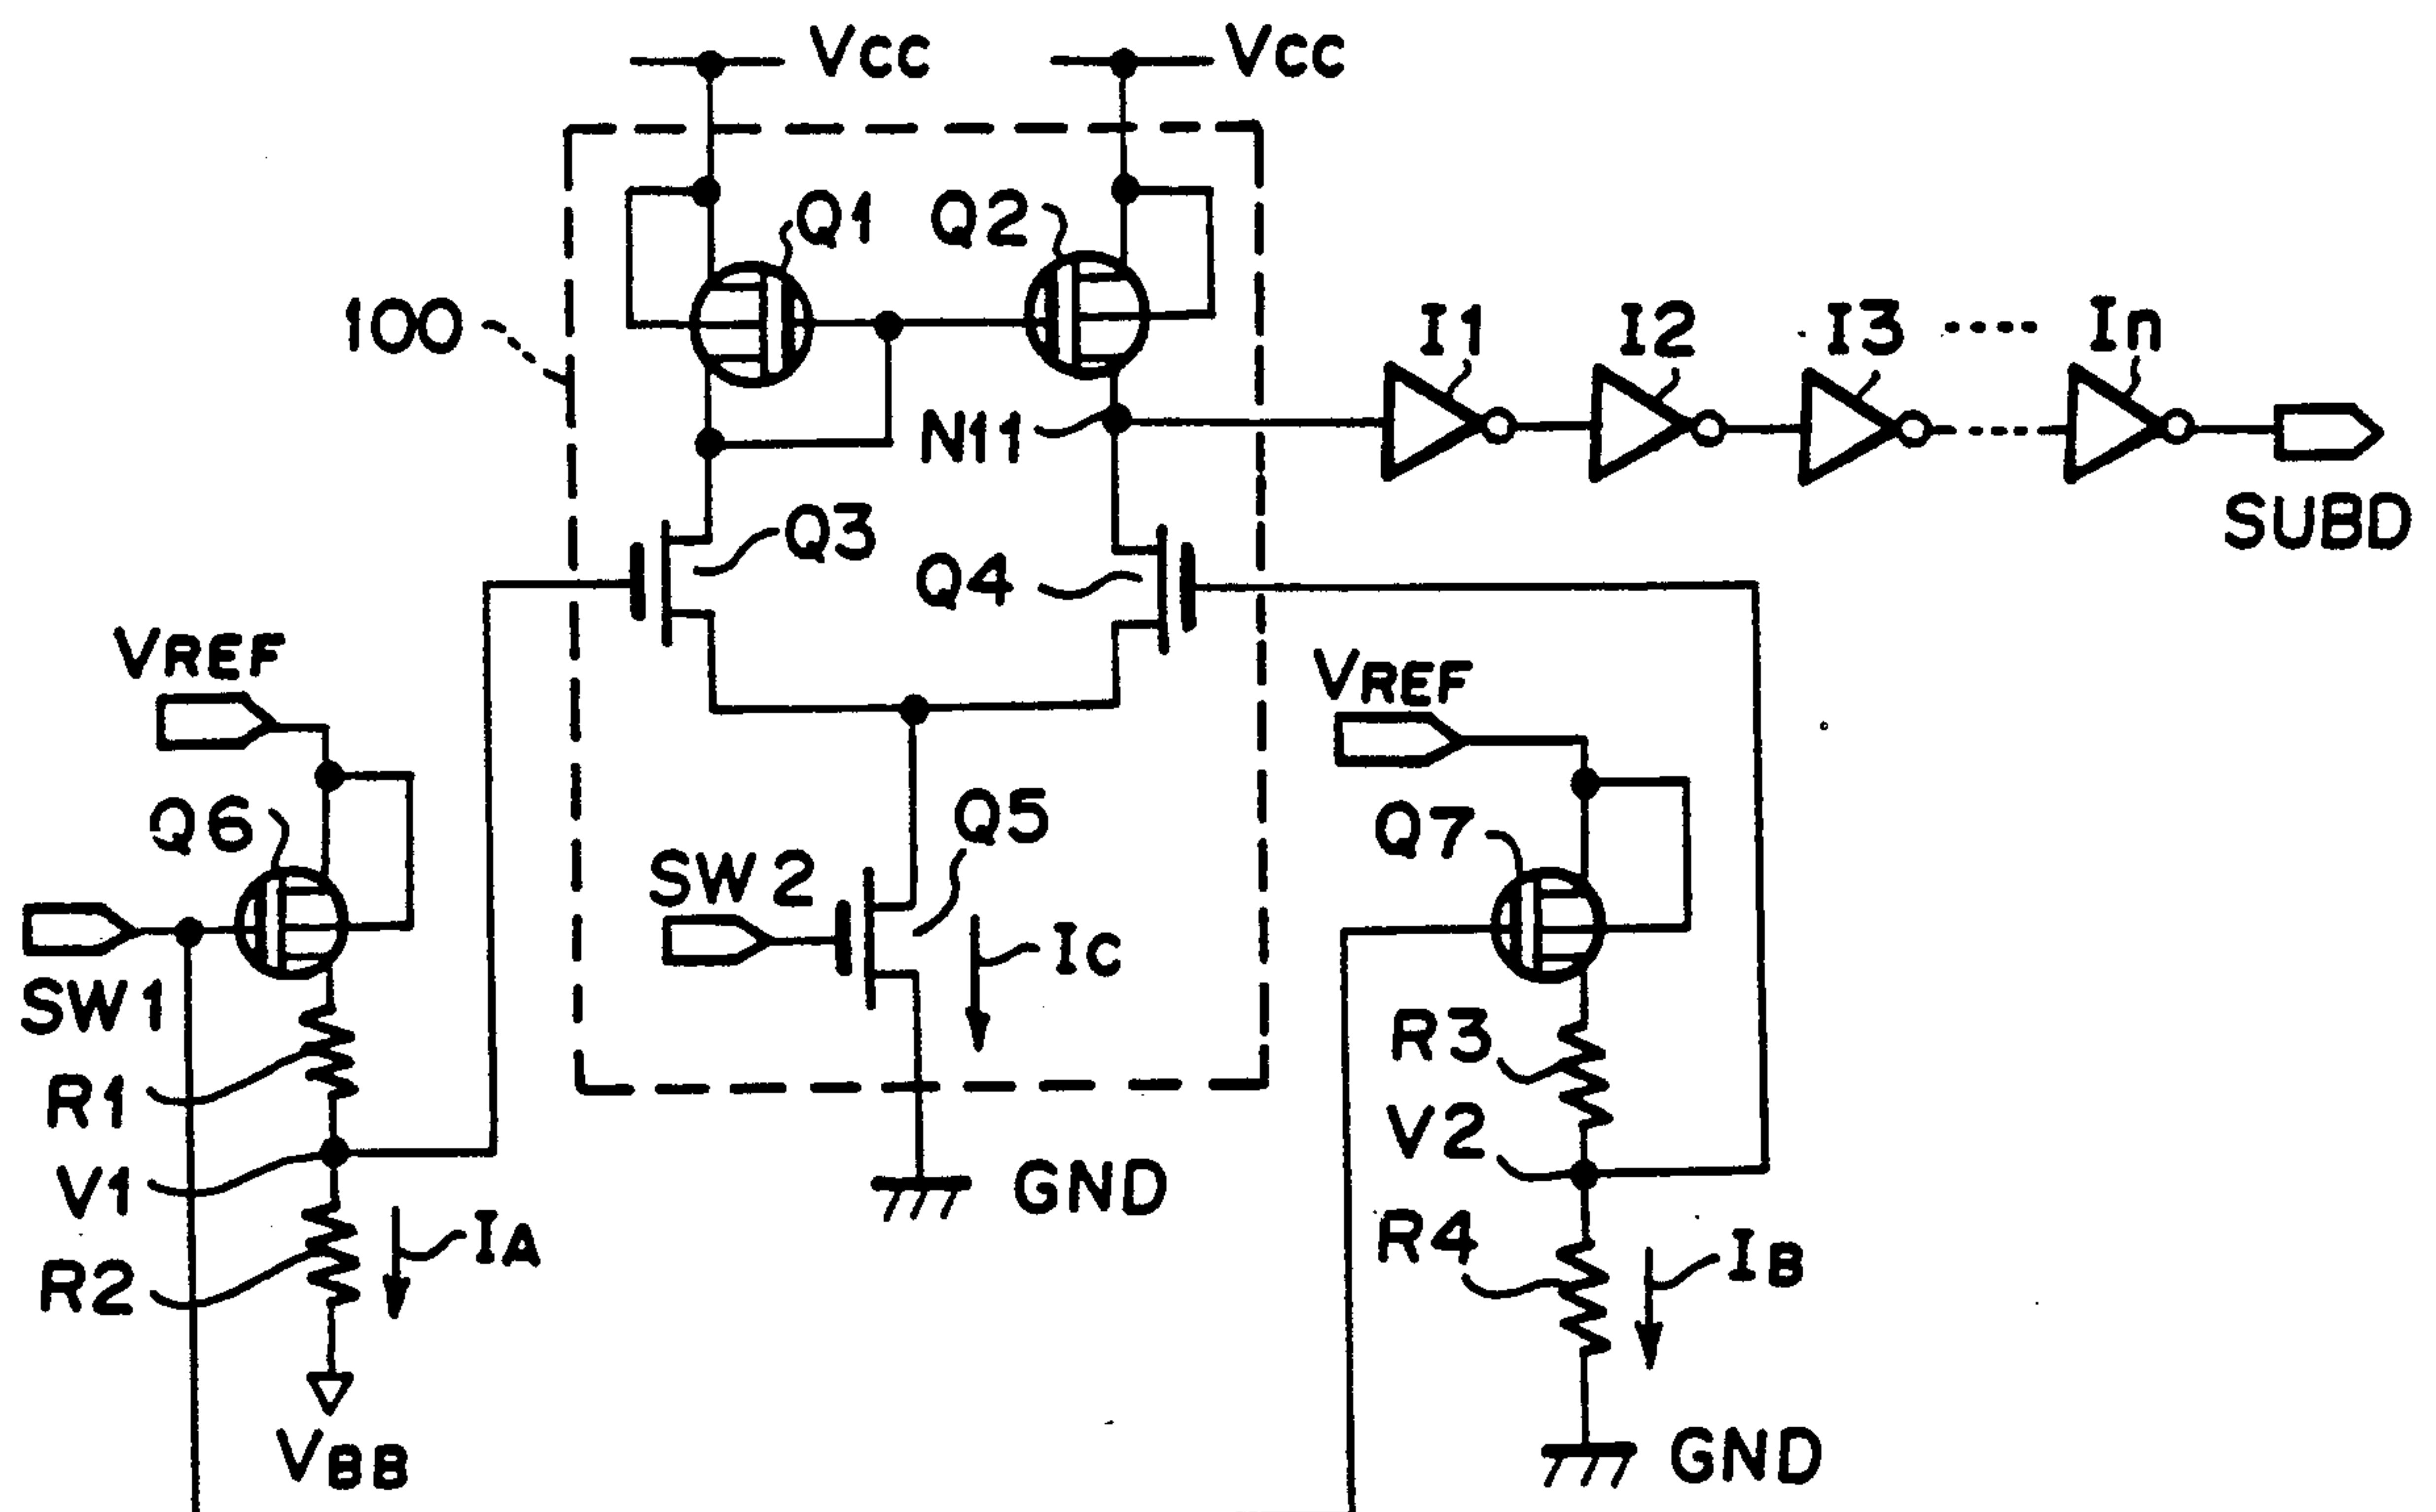 VCC
VCC
Q1
Q2
100
I1
I2
I3
....
In
N11
SUBD
Q3
Q4
VREF
VREF
Q6
Q5
Q7
SW2
IC
SW1
R3
R1
V2
V1
GND
R4
IA
IB
R2
VBB
GND